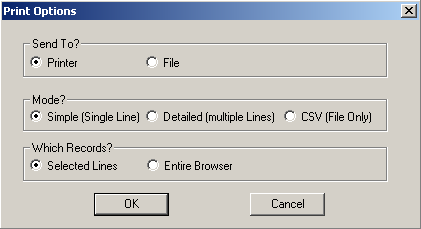 Print Options
Send To?
Printer File
Mode?
Simple (Single Line) Detailed (multiple Lines) CSV (File Only)
Which Records?
Selected Lines Entire Browser
OK Cancel